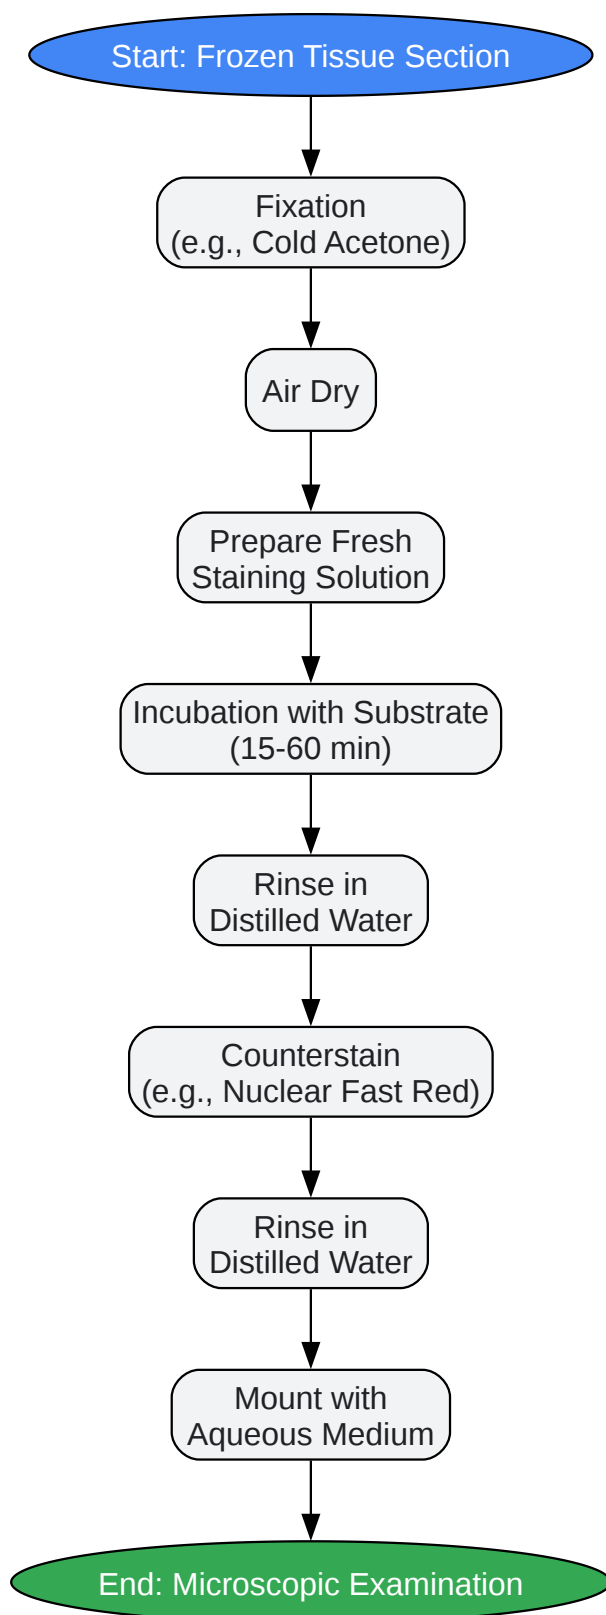 Start: Frozen Tissue Section
Fixation
(e.g., Cold Acetone)
Air Dry
Prepare Fresh
Staining Solution
Incubation with Substrate
(15-60 min)
Rinse in
Distilled Water
Counterstain
(e.g., Nuclear Fast Red)
Rinse in
Distilled Water
Mount with
Aqueous Medium
End: Microscopic Examination